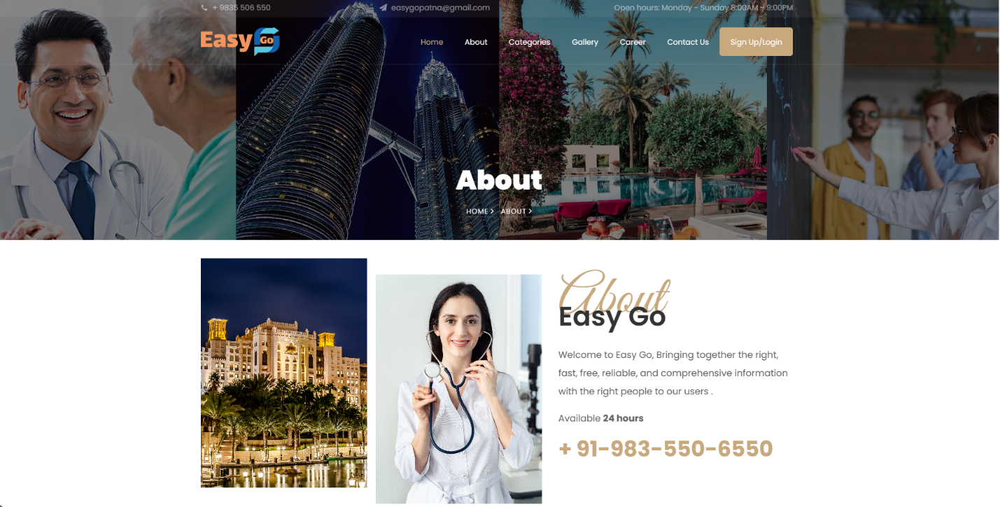 + 9835 506 550
easygopatna@gmail.com
Open hours: Monday - Sunday 8:00AM - 9:00PM
Easy Go
Home
About
Categories
Gallery
Career
Contact Us
Sign Up/Login
About
HOME > ABOUT >
About
Easy Go
Welcome to Easy Go, Bringing together the right,
fast, free, reliable, and comprehensive information
with the right people to our users .
Available 24 hours
+ 91-983-550-6550